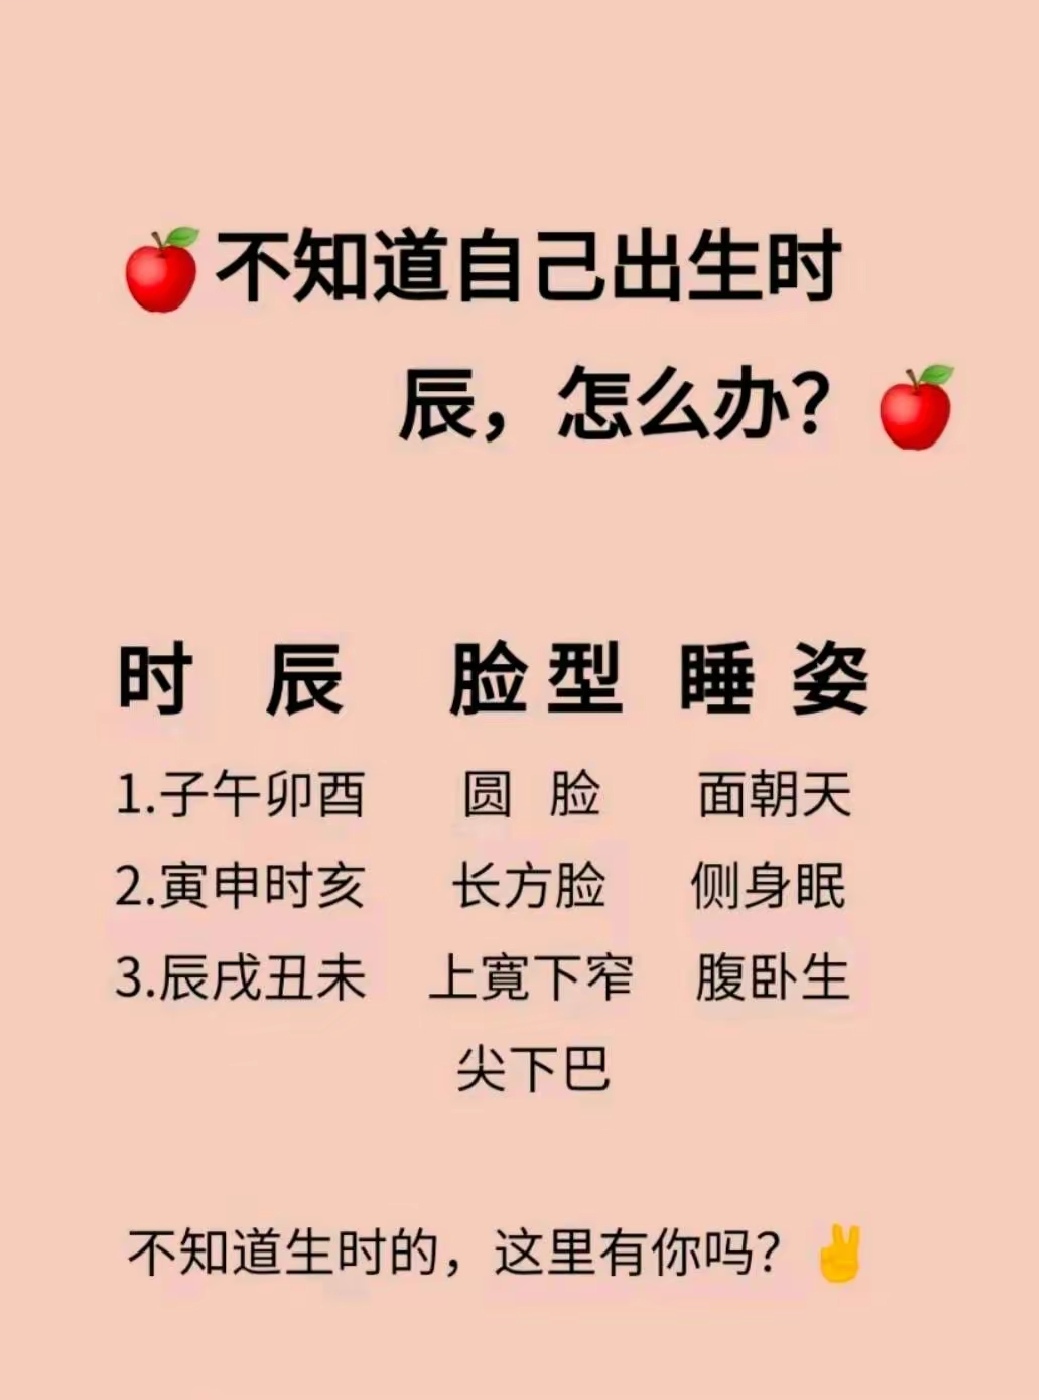 🍎不知道自己出生时
辰，怎么办？🍎
时 辰 脸型 睡 姿
1.子午卯酉 圆 脸 面朝天
2.寅申时亥 长方脸 侧身眠
3.辰戌丑未 上寬下窄 腹卧生
尖下巴
不知道生时的，这里有你吗？✌